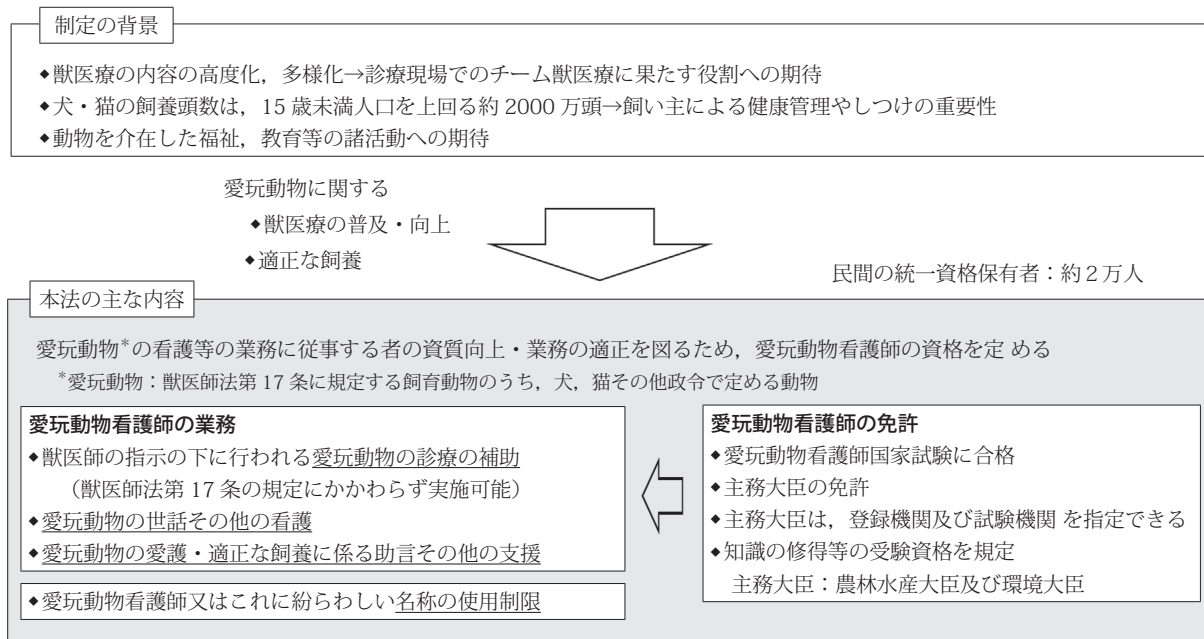 制定の背景
◆獣医療の内容の高度化，多様化→診療現場でのチーム獣医療に果たす役割への期待
◆犬・猫の飼養頭数は，15 歳未満人口を上回る約 2000 万頭→飼い主による健康管理やしつけの重要性
◆動物を介在した福祉，教育等の諸活動への期待
愛玩動物に関する
◆獣医療の普及・向上
◆適正な飼養
民間の統一資格保有者：約２万人
本法の主な内容
愛玩動物*の看護等の業務に従事する者の資質向上・業務の適正を図るため，愛玩動物看護師の資格を定 める
*愛玩動物：獣医師法第 17 条に規定する飼育動物のうち，犬，猫その他政令で定める動物
愛玩動物看護師の業務
◆獣医師の指示の下に行われる愛玩動物の診療の補助
（獣医師法第 17 条の規定にかかわらず実施可能）
◆愛玩動物の世話その他の看護
◆愛玩動物の愛護・適正な飼養に係る助言その他の支援
◆愛玩動物看護師又はこれに紛らわしい名称の使用制限
愛玩動物看護師の免許
◆愛玩動物看護師国家試験に合格
◆主務大臣の免許
◆主務大臣は，登録機関及び試験機関 を指定できる
◆知識の修得等の受験資格を規定
主務大臣：農林水産大臣及び環境大臣